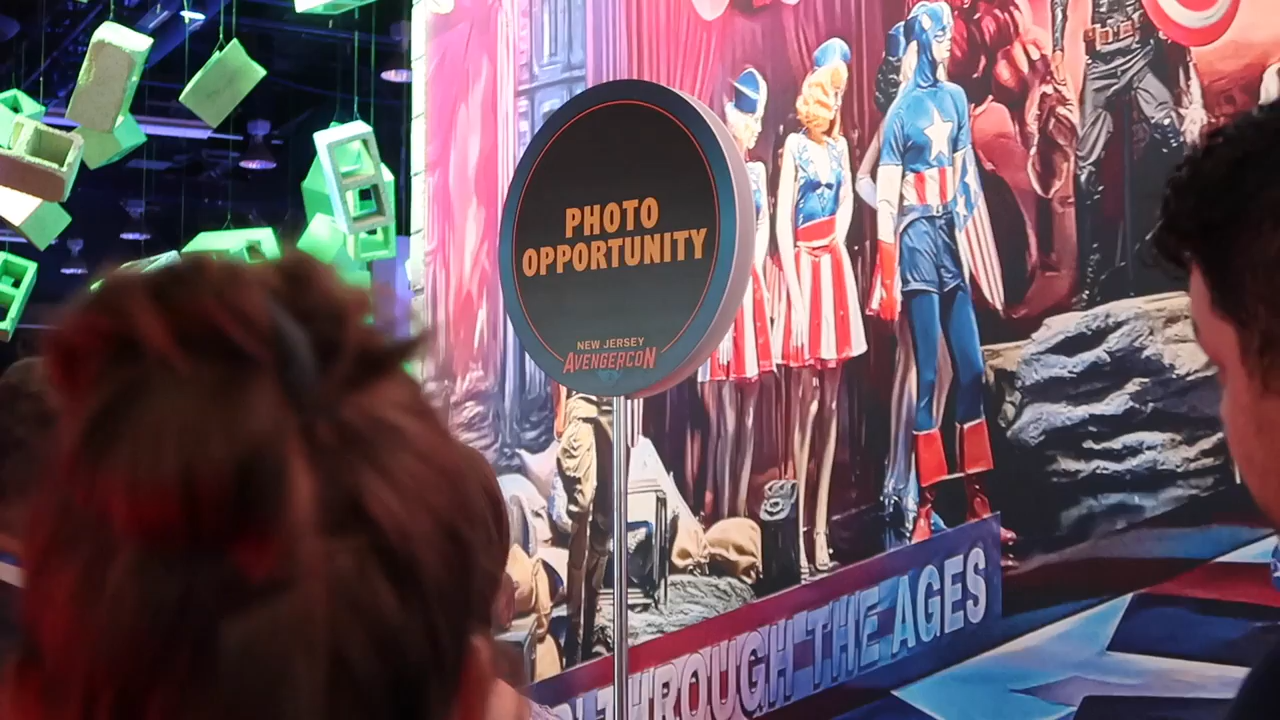 PHOTO
OPPORTUNITY
NEW JERSEY
AVENGERCON
THROUGH THE AGES